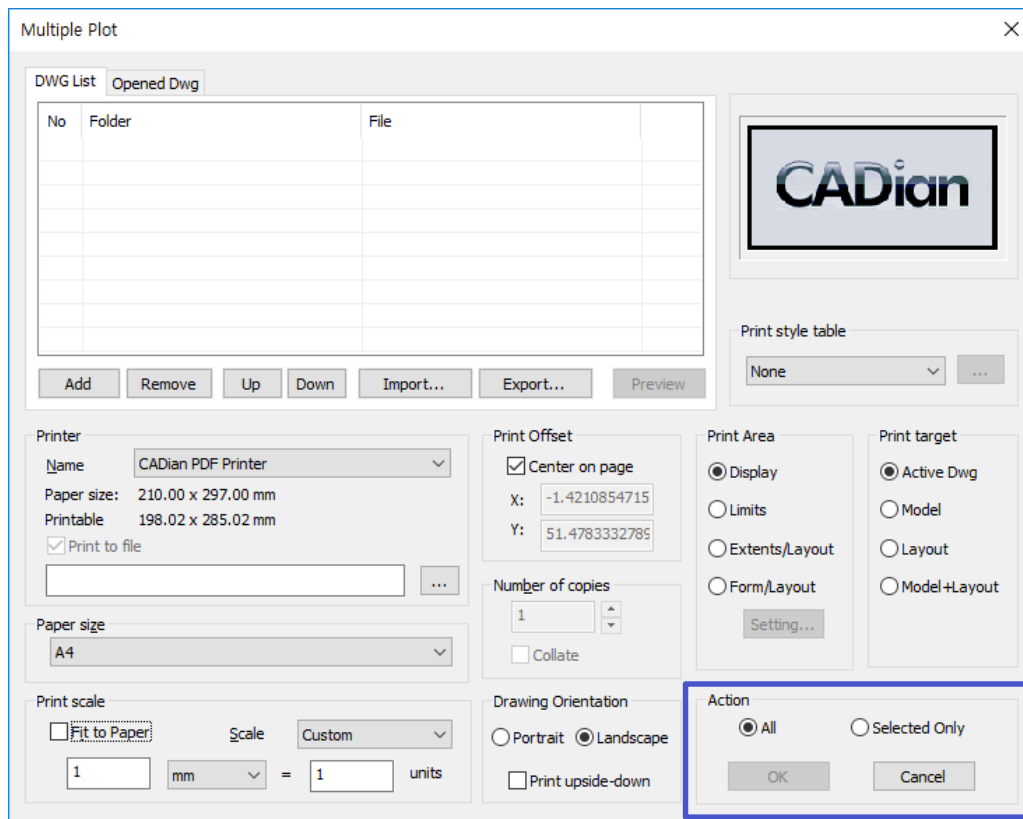 Multiple Plot
DWG List
Opened Dwg
No Folder File
CADian
Add Remove Up Down Import... Export... Preview
Print style table
None
...
Printer
Name CADian PDF Printer
Paper size: 210.00 x 297.00 mm
Printable 198.02 x 285.02 mm
Print to file
...
Paper size
A4
Print scale
Fit to Paper Scale Custom
1 mm = 1 units
Print Offset
Center on page
X: -1.4210854715
Y: 51.4783332789
Number of copies
1
Collate
Drawing Orientation
Portrait Landscape
Print upside-down
Print Area
Display
Limits
Extents/Layout
Form/Layout
Setting...
Print target
Active Dwg
Model
Layout
Model+Layout
Action
All Selected Only
OK Cancel